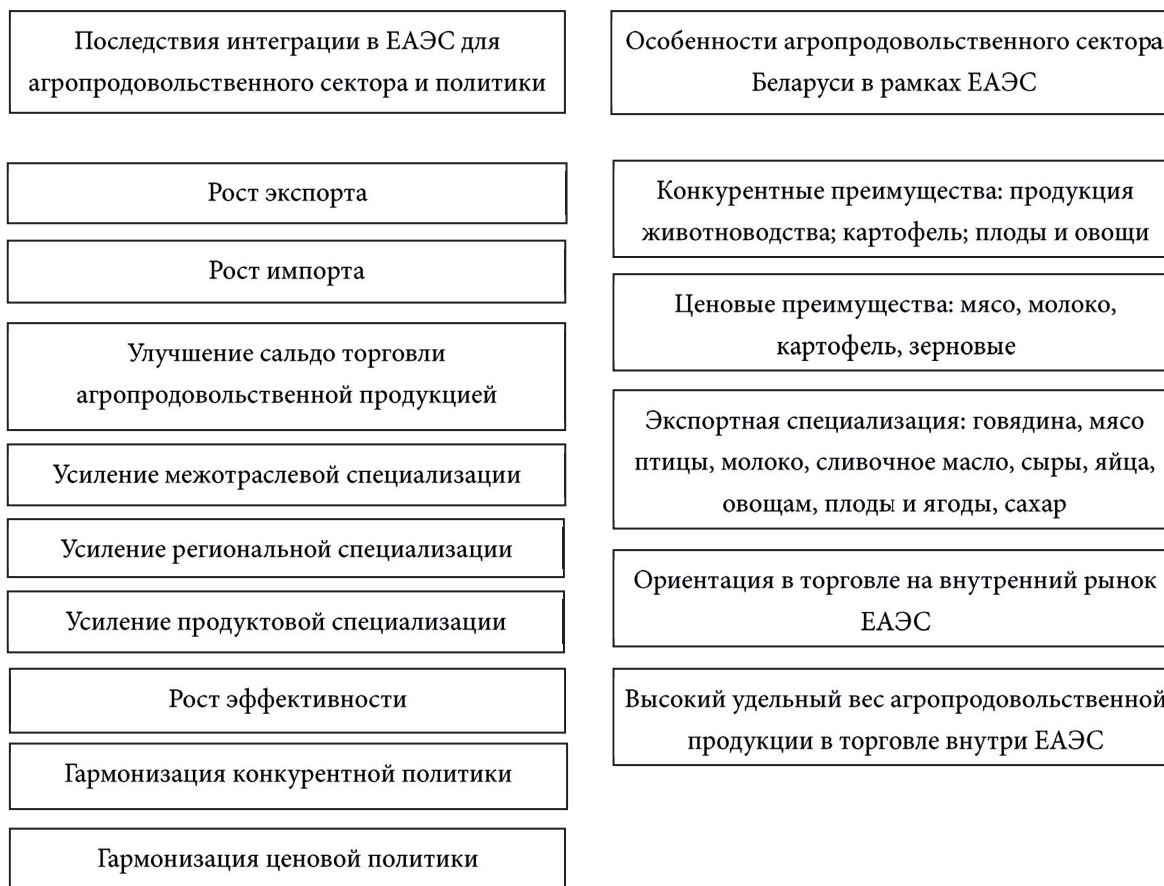 Последствия интеграции в ЕАЭС для
агропродовольственного сектора и политики
Рост экспорта
Рост импорта
Улучшение сальдо торговли
агропродовольственной продукцией
Усиление межотраслевой специализации
Усиление региональной специализации
Усиление продуктовой специализации
Рост эффективности
Гармонизация конкурентной политики
Гармонизация ценовой политики
Особенности агропродовольственного сектора
Беларуси в рамках ЕАЭС
Конкурентные преимущества: продукция
животноводства; картофель; плоды и овощи
Ценовые преимущества: мясо, молоко,
картофель, зерновые
Экспортная специализация: говядина, мясо
птицы, молоко, сливочное масло, сыры, яйца,
овощам, плоды и ягоды, сахар
Ориентация в торговле на внутренний рынок
ЕАЭС
Высокий удельный вес агропродовольственной
продукции в торговле внутри ЕАЭС